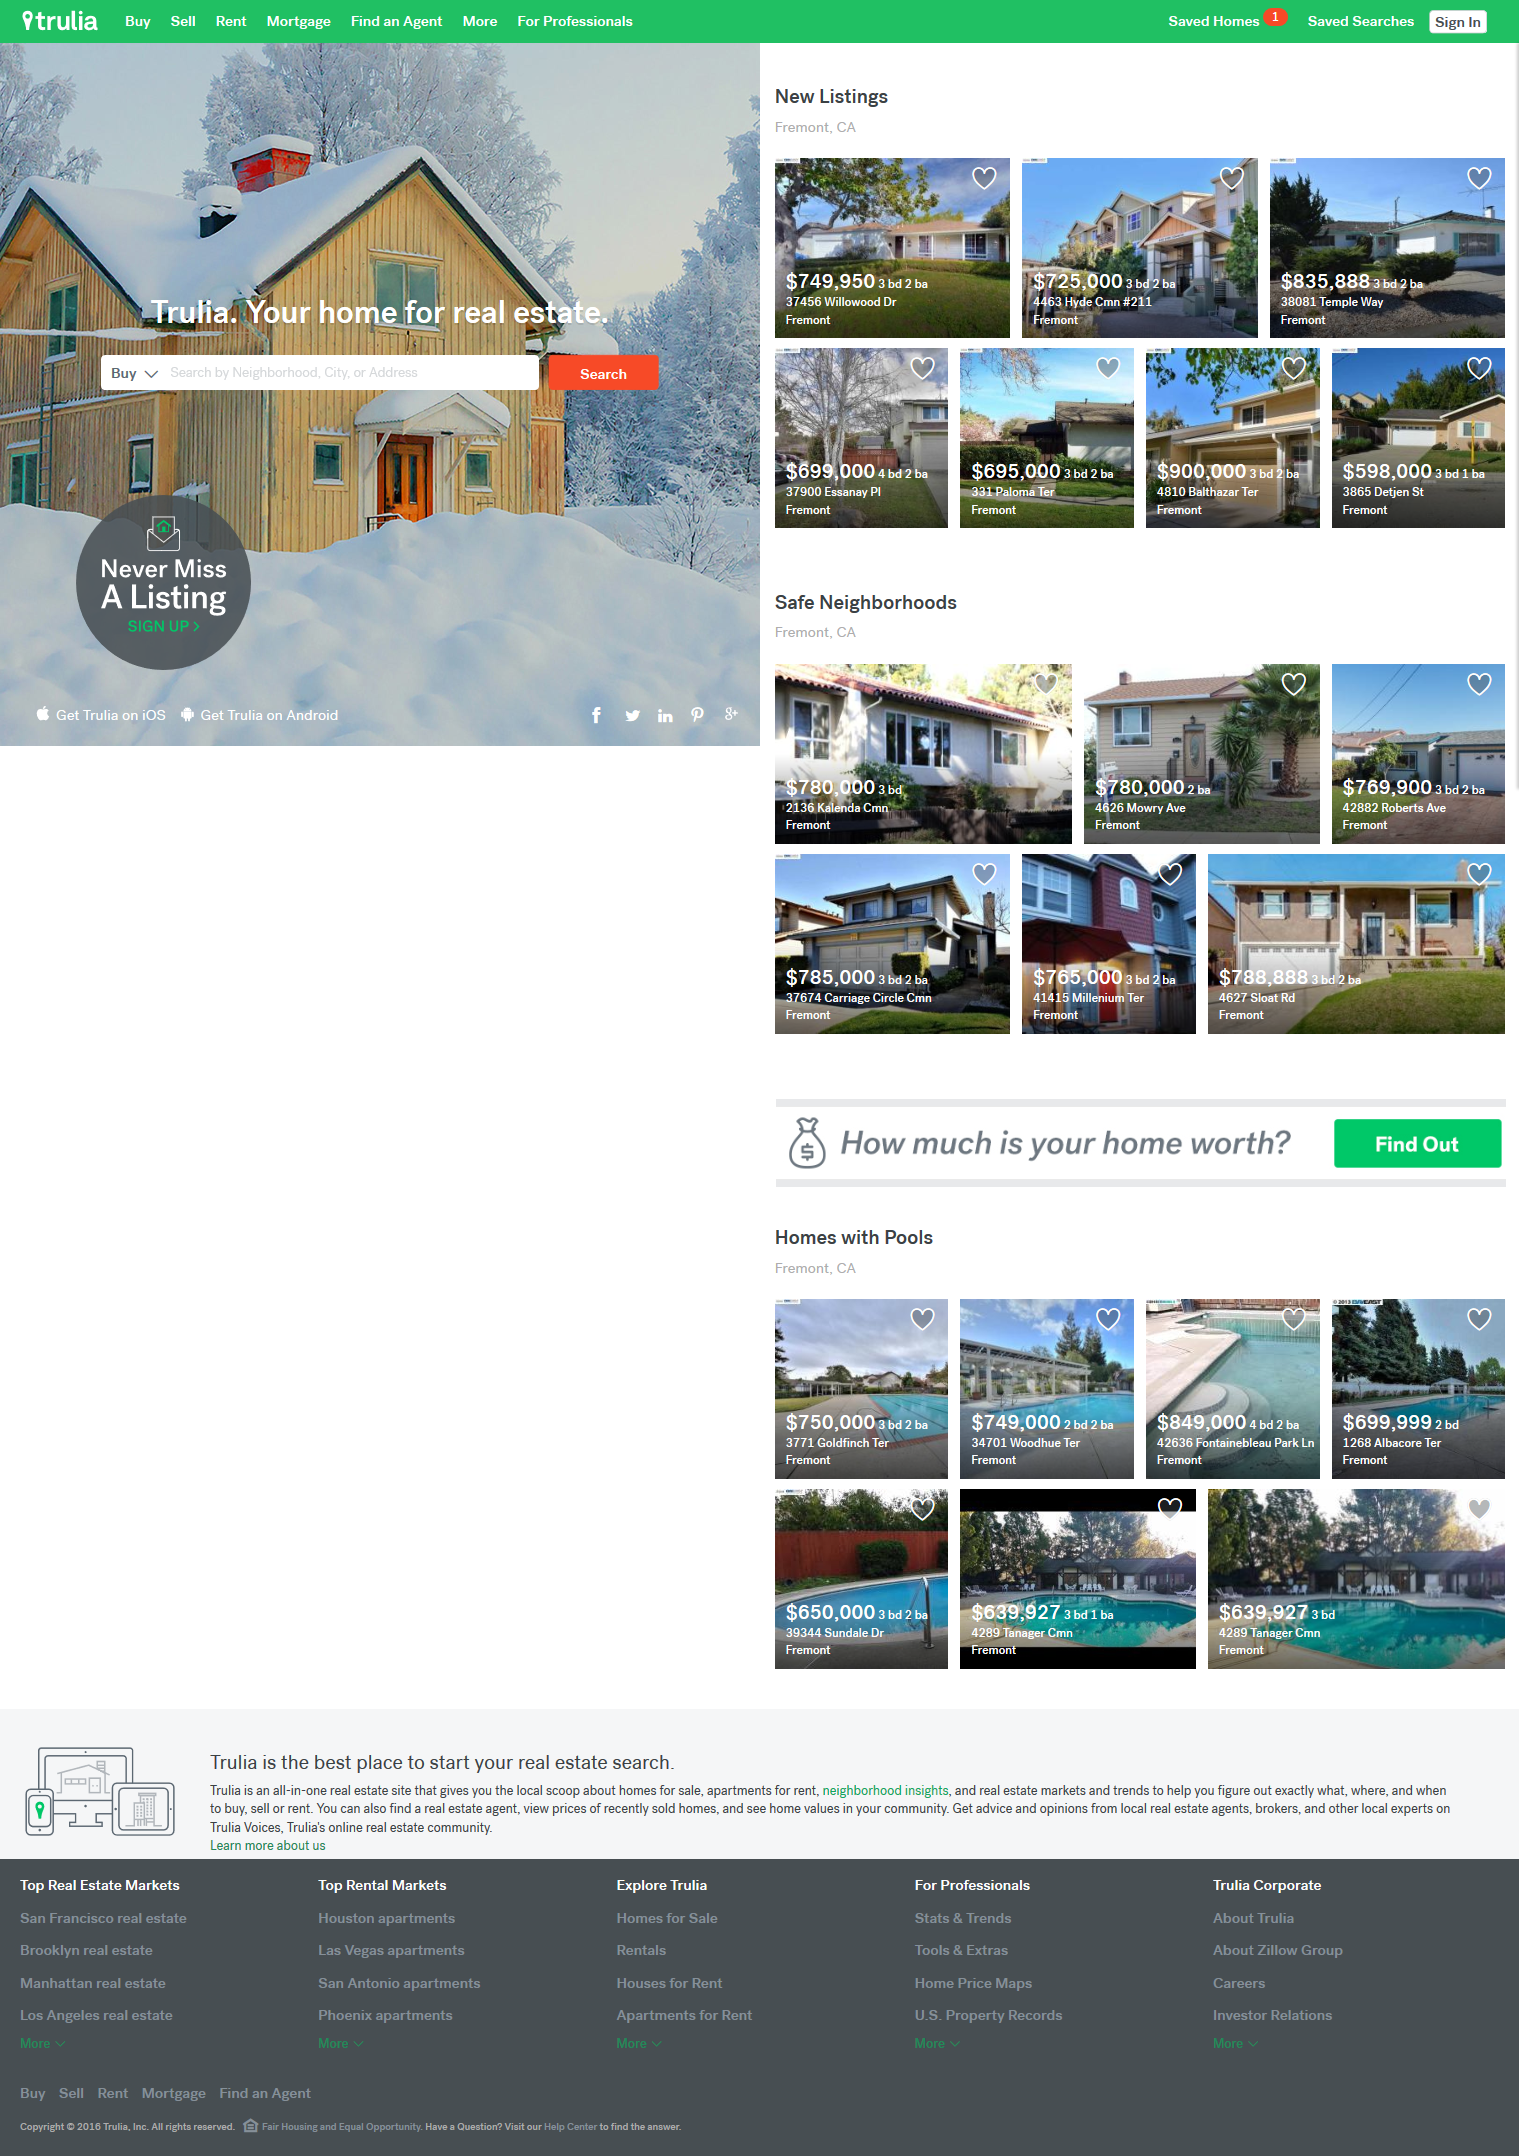 trulia
Buy Sell Rent Mortgage Find an Agent More For Professionals
Saved Homes 1 Saved Searches Sign In
Trulia. Your home for real estate.
Buy Search by Neighborhood, City, or Address Search
Never Miss
A Listing
SIGN UP >
Get Trulia on iOS Get Trulia on Android
New Listings
Fremont, CA
$749,950 3 bd 2 ba
37456 Willowood Dr
Fremont
$725,000 3 bd 2 ba
4463 Hyde Cmn #211
Fremont
$835,888 3 bd 2 ba
38081 Temple Way
Fremont
$699,000 4 bd 2 ba
37900 Essanay Pl
Fremont
$695,000 3 bd 2 ba
331 Paloma Ter
Fremont
$900,000 3 bd 2 ba
4810 Balthazar Ter
Fremont
$598,000 3 bd 1 ba
3865 Detjen St
Fremont
Safe Neighborhoods
Fremont, CA
$780,000 3 bd
2136 Kalenda Cmn
Fremont
$780,000 2 ba
4626 Mowry Ave
Fremont
$769,900 3 bd 2 ba
42882 Roberts Ave
Fremont
$785,000 3 bd 2 ba
37674 Carriage Circle Cmn
Fremont
$765,000 3 bd 2 ba
41415 Millenium Ter
Fremont
$788,888 3 bd 2 ba
4627 Sloat Rd
Fremont
How much is your home worth? Find Out
Homes with Pools
Fremont, CA
$750,000 3 bd 2 ba
3771 Goldfinch Ter
Fremont
$749,000 2 bd 2 ba
34701 Woodhue Ter
Fremont
$849,000 4 bd 2 ba
42636 Fontainebleau Park Ln
Fremont
$699,999 2 bd
1268 Albacore Ter
Fremont
$650,000 3 bd 2 ba
39344 Sundale Dr
Fremont
$639,927 3 bd 1 ba
4289 Tanager Cmn
Fremont
$639,927 3 bd
4289 Tanager Cmn
Fremont
Trulia is the best place to start your real estate search.
Trulia is an all-in-one real estate site that gives you the local scoop about homes for sale, apartments for rent, neighborhood insights, and real estate markets and trends to help you figure out exactly what, where, and when
to buy, sell or rent. You can also find a real estate agent, view prices of recently sold homes, and see home values in your community. Get advice and opinions from local real estate agents, brokers, and other local experts on
Trulia Voices, Trulia's online real estate community.
Learn more about us
Top Real Estate Markets
San Francisco real estate
Brooklyn real estate
Manhattan real estate
Los Angeles real estate
More
Top Rental Markets
Houston apartments
Las Vegas apartments
San Antonio apartments
Phoenix apartments
More
Explore Trulia
Homes for Sale
Rentals
Houses for Rent
Apartments for Rent
More
For Professionals
Stats & Trends
Tools & Extras
Home Price Maps
U.S. Property Records
More
Trulia Corporate
About Trulia
About Zillow Group
Careers
Investor Relations
More
Buy Sell Rent Mortgage Find an Agent
Copyright © 2016 Trulia, Inc. All rights reserved. Fair Housing and Equal Opportunity. Have a Question? Visit our Help Center to find the answer.